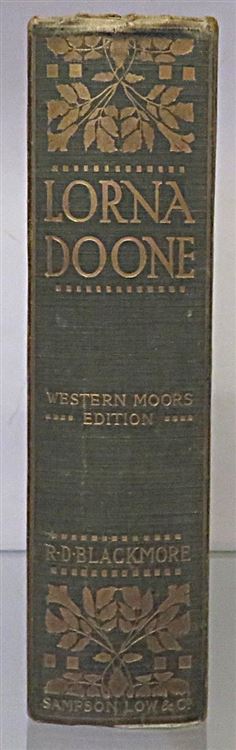 LORNA
DOONE
WESTERN MOORS
EDITION
R·D·BLACKMORE
SAMPSON LOW & Co